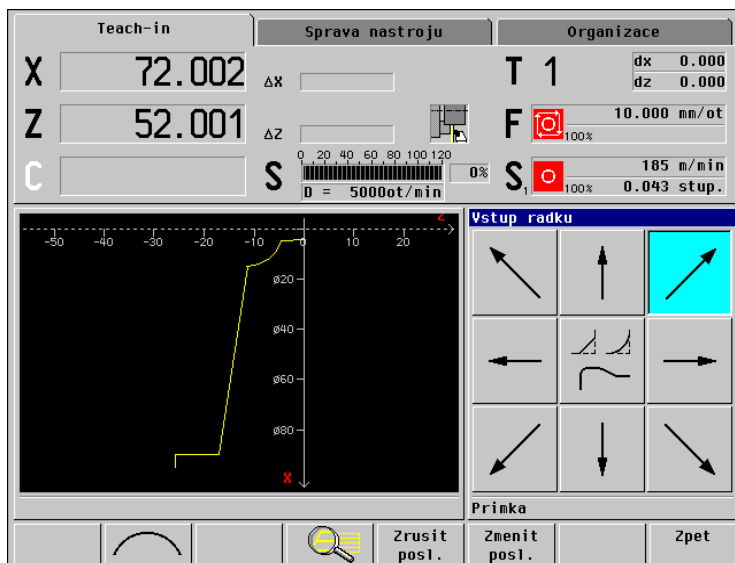 Teach-in Sprava nastroju Organizace
X 72.002 ΔX T 1 dx 0.000
dz 0.000
Z 52.001 ΔZ F 100% 10.000 mm/ot
C S 0 20 40 60 80 100 120 0% S1 100% 185 m/min
D = 5000ot/min 0.043 stup.
Vstup radku
Z
-50 -40 -30 -20 -10 0 10 20
ø20
ø40
ø60
ø80
X
Primka
Zrusit posl. Zmenit posl. Zpet